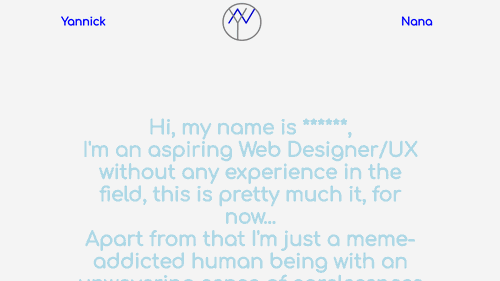 Yannick
Nana
Hi, my name is ******,
I'm an aspiring Web Designer/UX
without any experience in the
field, this is pretty much it, for
now...
Apart from that I'm just a meme-
addicted human being with an